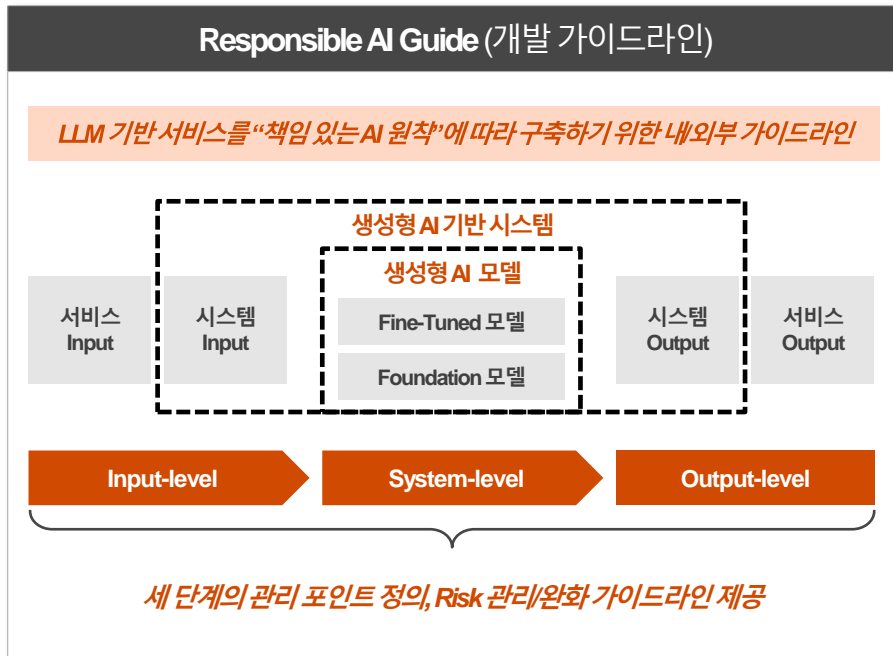 Responsible AI Guide (개발 가이드라인)
LLM 기반 서비스를 “책임 있는 AI 원착”에 따라 구축하기 위한 내/외부 가이드라인
생성형 AI 기반 시스템
생성형 AI 모델
서비스
Input
시스템
Input
Fine-Tuned 모델
Foundation 모델
시스템
Output
서비스
Output
Input-level
System-level
Output-level
세 단계의 관리 포인트 정의, Risk 관리/완화 가이드라인 제공